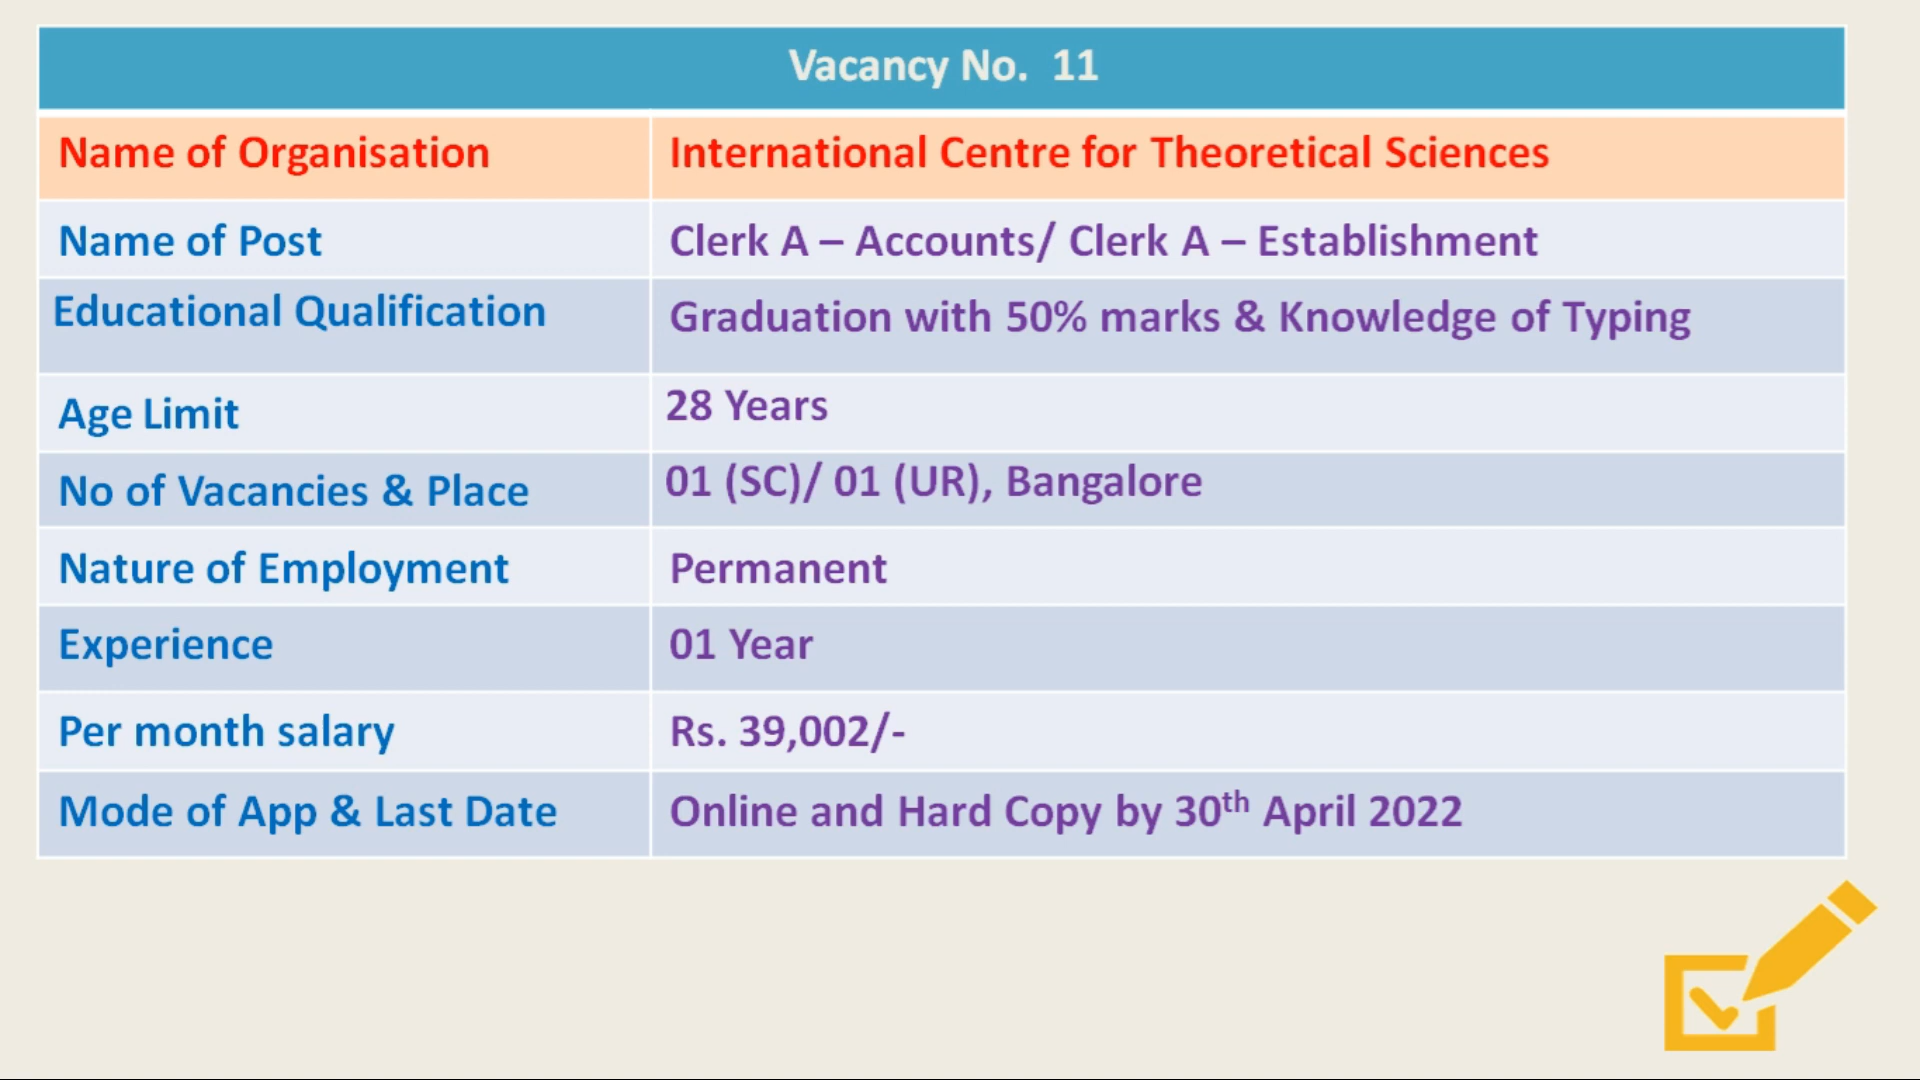 Vacancy No. 11
Name of Organisation
International Centre for Theoretical Sciences
Name of Post
Clerk A – Accounts/ Clerk A – Establishment
Educational Qualification
Graduation with 50% marks & Knowledge of Typing
Age Limit
28 Years
No of Vacancies & Place
01 (SC)/ 01 (UR), Bangalore
Nature of Employment
Permanent
Experience
01 Year
Per month salary
Rs. 39,002/-
Mode of App & Last Date
Online and Hard Copy by 30th April 2022